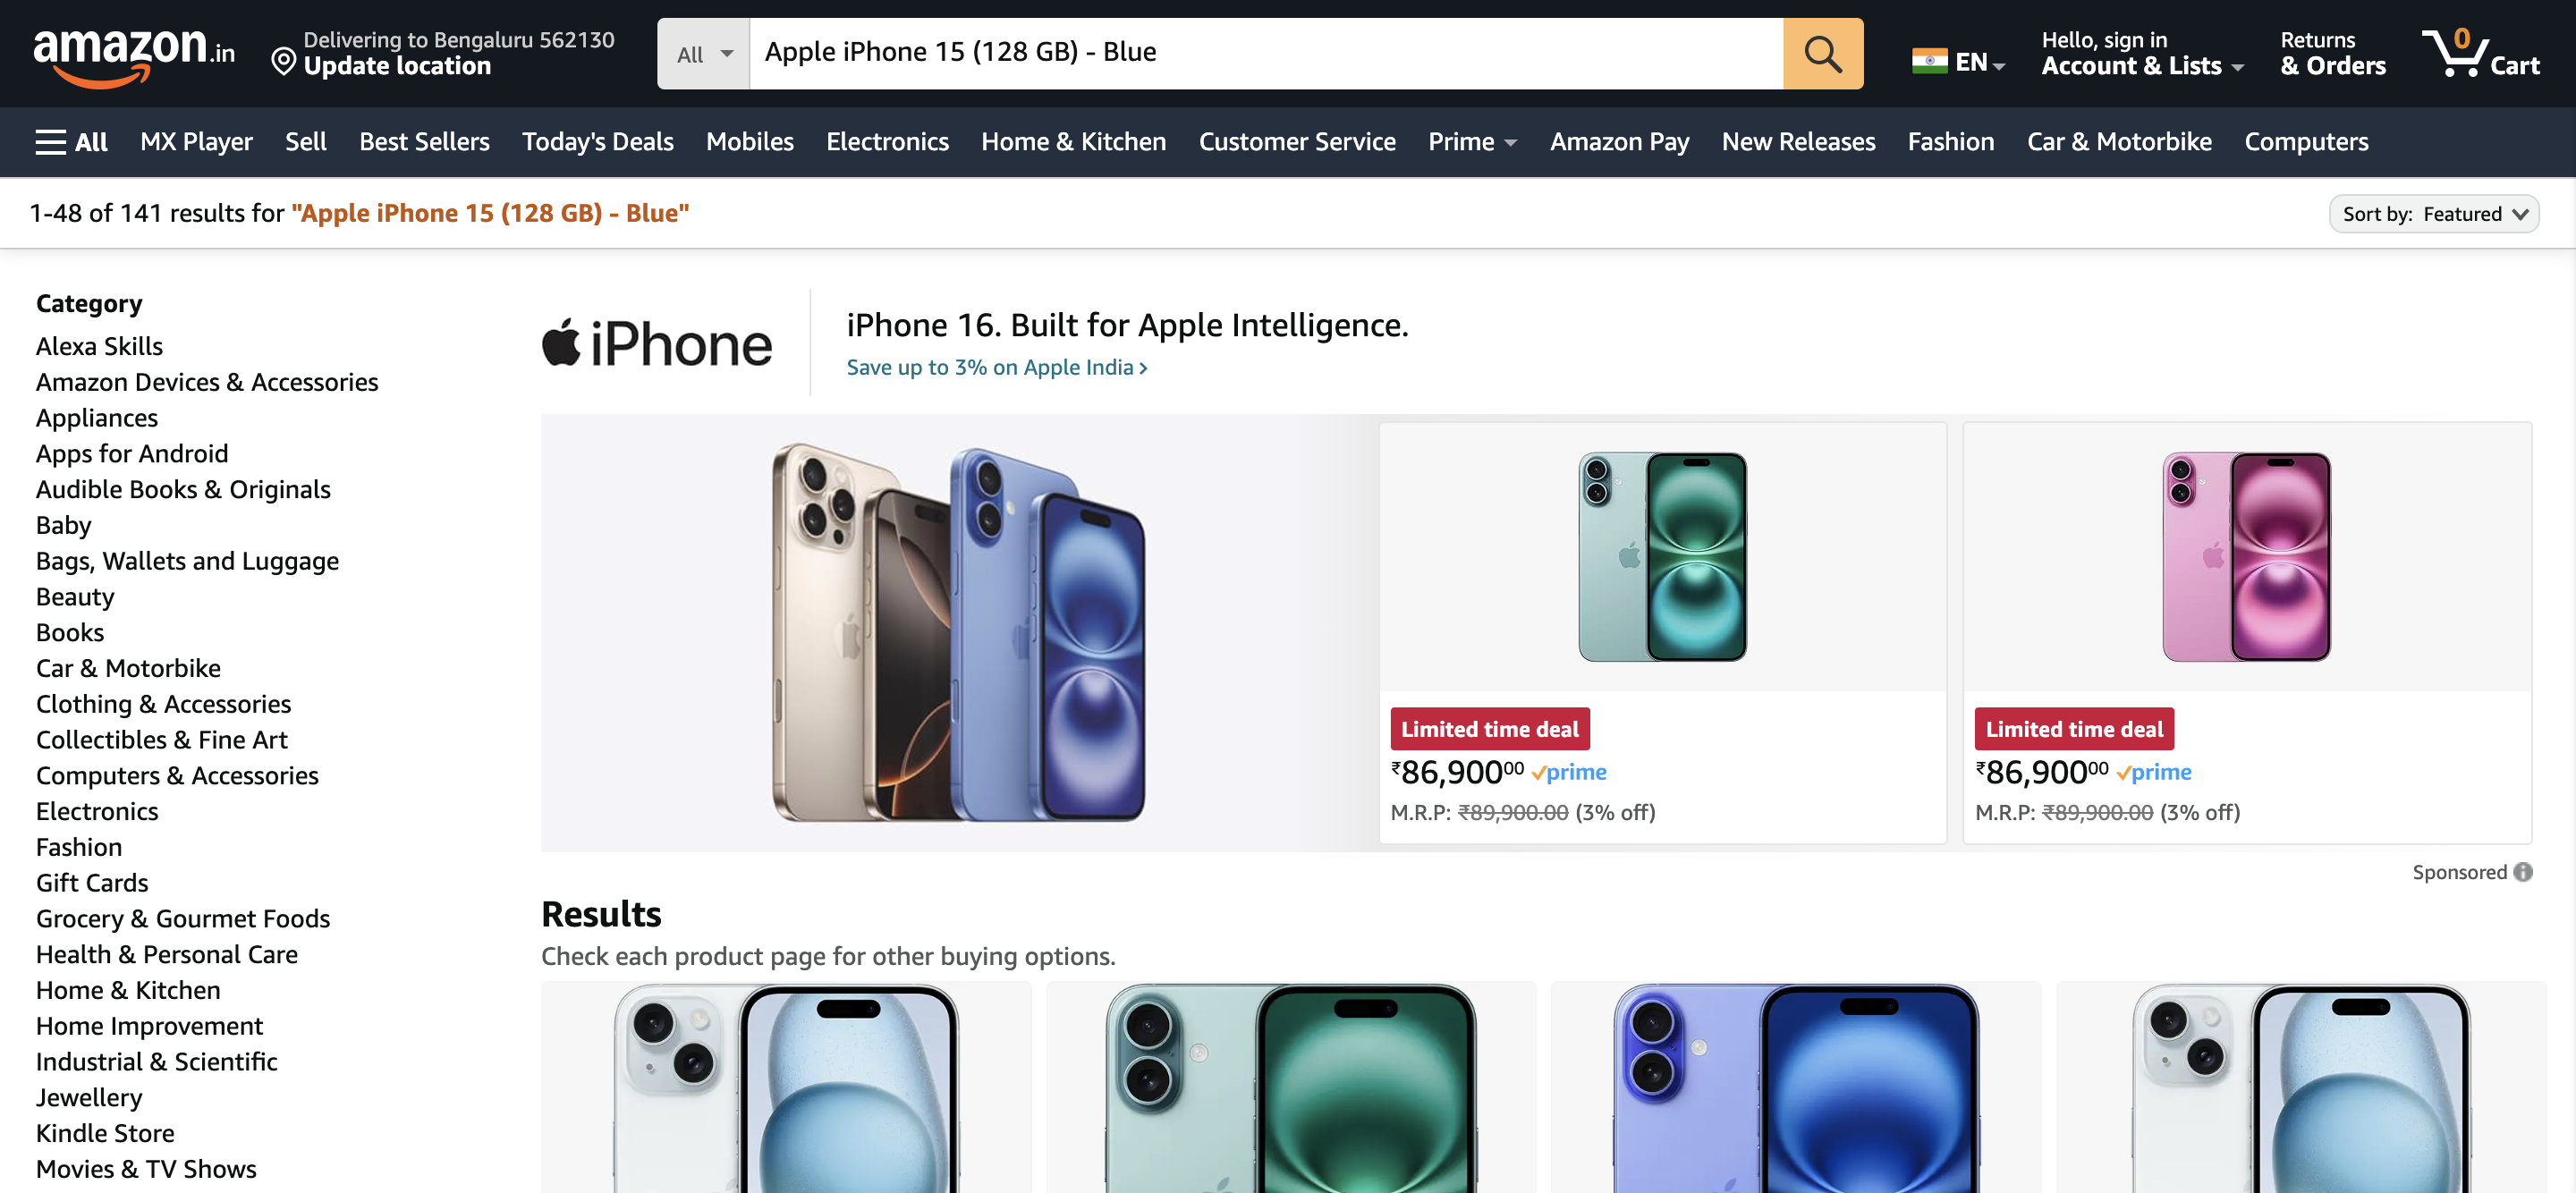 amazon.in
Delivering to Bengaluru 562130
Update location
All
Apple iPhone 15 (128 GB) - Blue
EN
Hello, sign in
Account & Lists
Returns
& Orders
0
Cart
All MX Player Sell Best Sellers Today's Deals Mobiles Electronics Home & Kitchen Customer Service Prime Amazon Pay New Releases Fashion Car & Motorbike Computers
1-48 of 141 results for "Apple iPhone 15 (128 GB) - Blue"
Sort by: Featured
Category
Alexa Skills
Amazon Devices & Accessories
Appliances
Apps for Android
Audible Books & Originals
Baby
Bags, Wallets and Luggage
Beauty
Books
Car & Motorbike
Clothing & Accessories
Collectibles & Fine Art
Computers & Accessories
Electronics
Fashion
Gift Cards
Grocery & Gourmet Foods
Health & Personal Care
Home & Kitchen
Home Improvement
Industrial & Scientific
Jewellery
Kindle Store
Movies & TV Shows
iPhone
iPhone 16. Built for Apple Intelligence.
Save up to 3% on Apple India ›
Limited time deal
₹86,90000 prime
M.R.P: ₹89,900.00 (3% off)
Limited time deal
₹86,90000 prime
M.R.P: ₹89,900.00 (3% off)
Sponsored
Results
Check each product page for other buying options.